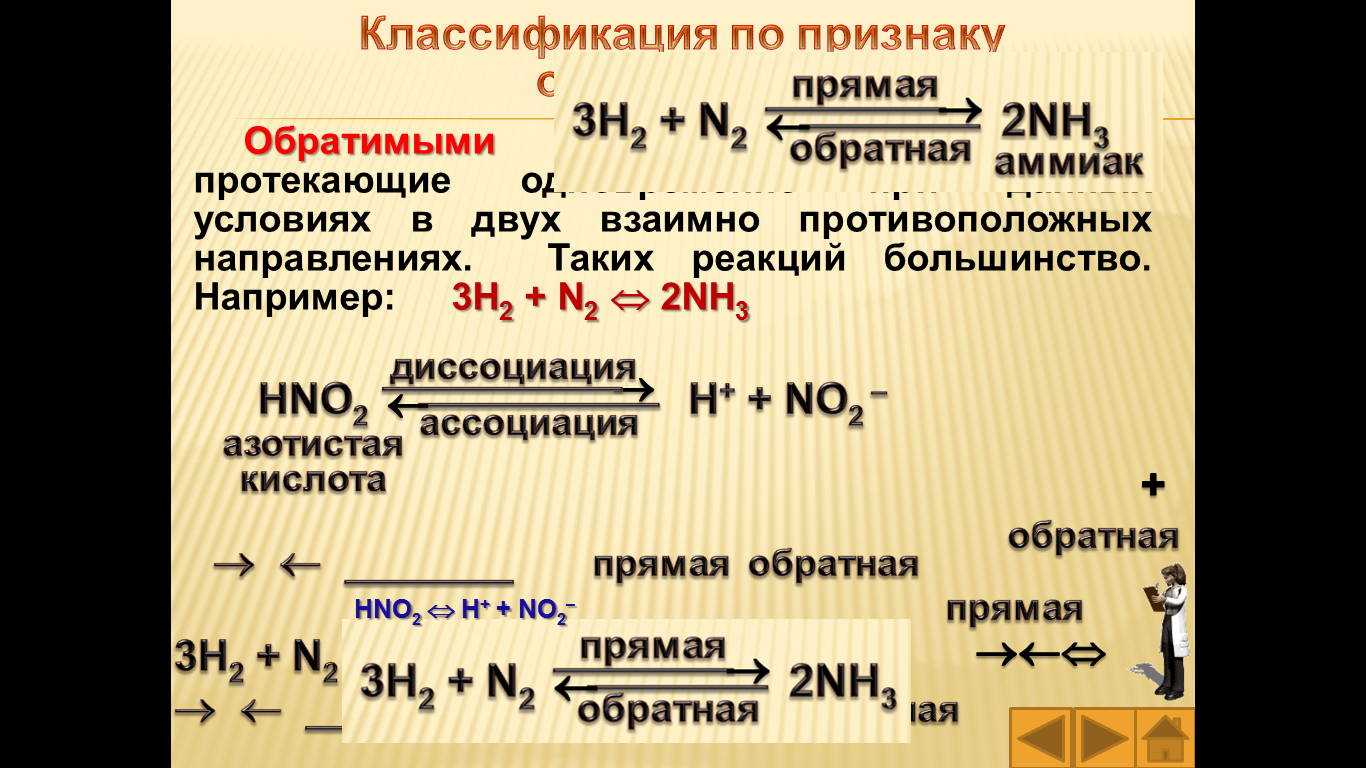 Классификация по признаку
прямая
3H₂ + N₂ ⇄ 2NH₃
обратная аммиак
Обратимыми
протекающие
условиях в двух взаимно противоположных
направлениях. Таких реакций большинство.
Например: 3H₂ + N₂ ⇔ 2NH₃
диссоциация
HNO₂ ⇄ H⁺ + NO₂⁻
ассоциация
азотистая
кислота
+
обратная
→ ← прямая обратная
HNO₂ ⇔ H⁺ + NO₂⁻
прямая
3H₂ + N₂
→←⇔
прямая
3H₂ + N₂ ⇄ 2NH₃
обратная
→ ←